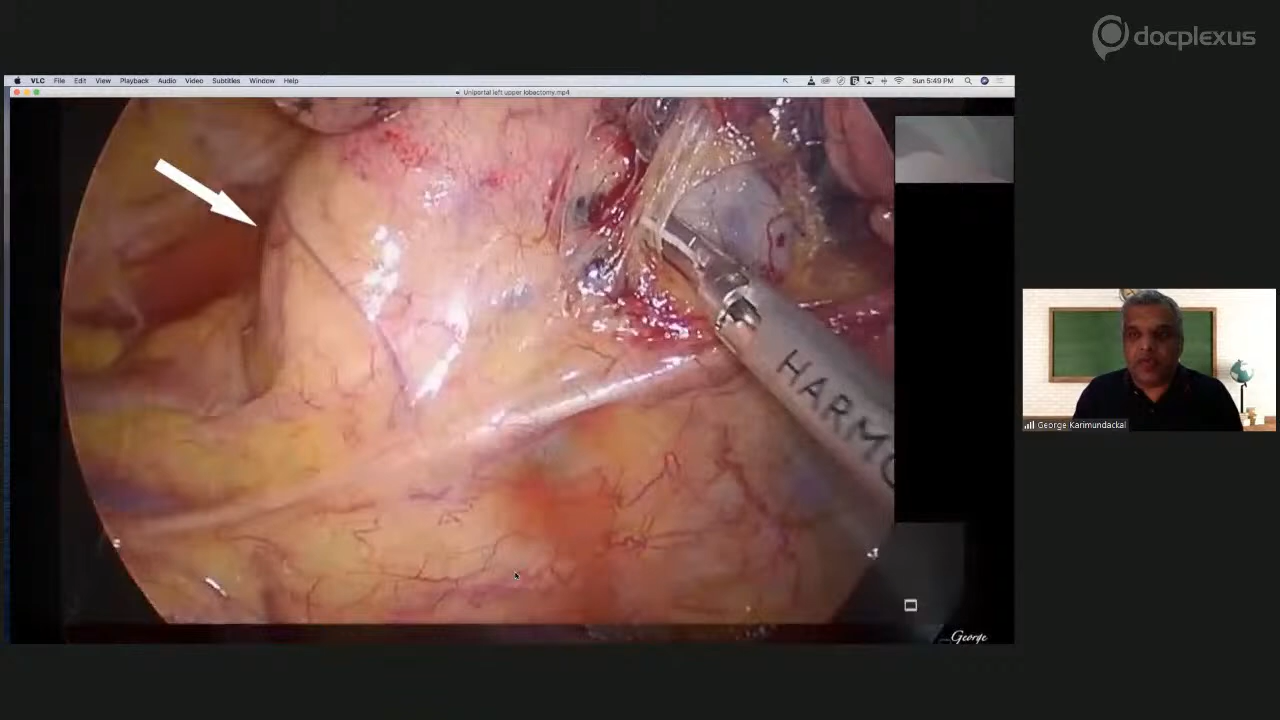 docplexus
VLC File Edit View Playback Audio Video Window Subtitles Help
Sun 5:49 PM
Uniportal left upper lobactomy.mp4
HARMO
George Karimundackal
George